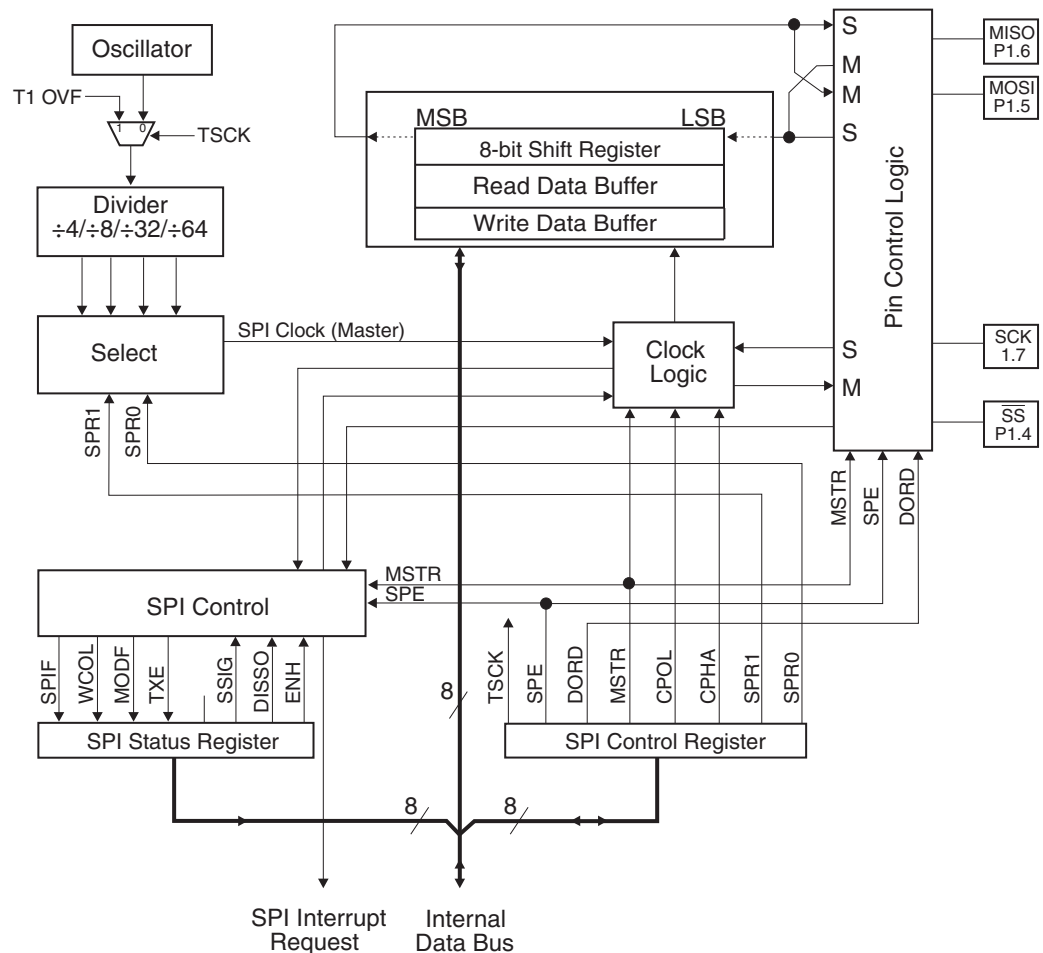 Oscillator
T1 OVF
1 0
TSCK
Divider
÷4/÷8/÷32/÷64
Select
SPI Clock (Master)
SPR1
SPR0
MSB
LSB
8-bit Shift Register
Read Data Buffer
Write Data Buffer
Clock
Logic
S
M
M
S
S
M
Pin Control Logic
MISO
P1.6
MOSI
P1.5
SCK
1.7
SS
P1.4
MSTR
SPE
DORD
SPI Control
MSTR
SPE
SPIF
WCOL
MODF
TXE
SSIG
DISSO
ENH
SPI Status Register
8
TSCK
SPE
DORD
MSTR
CPOL
CPHA
SPR1
SPR0
SPI Control Register
8
8
SPI Interrupt
Request
Internal
Data Bus